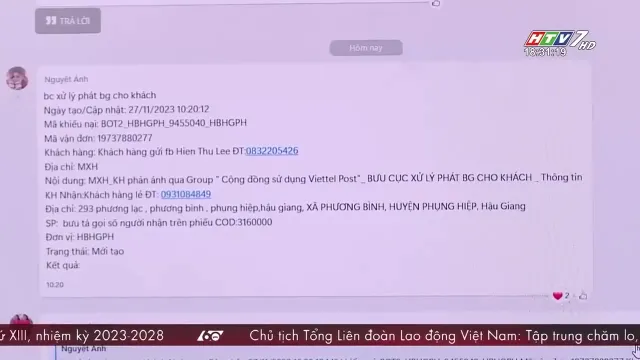 TRẢ LỜI
HTV7 HD
18:31:19
Hôm nay
Nguyệt Anh
bc xử lý phát bg cho khách
Ngày tạo/Cập nhật: 27/11/2023 10:20:12
Mã khiếu nại: BOT2_HBHGPH_9455040_HBHGPH
Mã vận đơn: 19737880277
Khách hàng: Khách hàng gửi fb Hien Thu Lee ĐT:0832205426
Địa chỉ: MXH
Nội dung: MXH_KH phản ánh qua Group " Cộng đồng sử dụng Viettel Post"_ BƯU CỤC XỬ LÝ PHÁT BG CHO KHÁCH _ Thông tin
KH Nhận:Khách hàng lẻ ĐT: 0931084849
Địa chỉ: 293 phương lạc , phương bình , phung hiệp,hậu giang, XÃ PHƯƠNG BÌNH, HUYỆN PHỤNG HIỆP, Hậu Giang
SP: bưu tá gọi số người nhận trên phiếu COD:3160000
Đơn vị: HBHGPH
Trạng thái: Mới tạo
Kết quả:
10:20
2
XIII, nhiệm kỳ 2023-2028 60 Chủ tịch Tổng Liên đoàn Lao động Việt Nam: Tập trung chăm lo
Nguyệt Anh